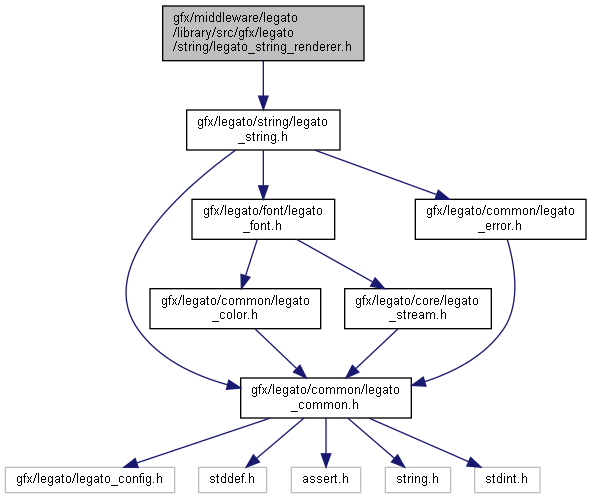 gfx/middleware/legato
/library/src/gfx/legato
/string/legato_string_renderer.h
gfx/legato/string/legato
_string.h
gfx/legato/font/legato
_font.h
gfx/legato/common/legato
_error.h
gfx/legato/common/legato
_color.h
gfx/legato/core/legato
_stream.h
gfx/legato/common/legato
_common.h
gfx/legato/legato_config.h
stddef.h
assert.h
string.h
stdint.h